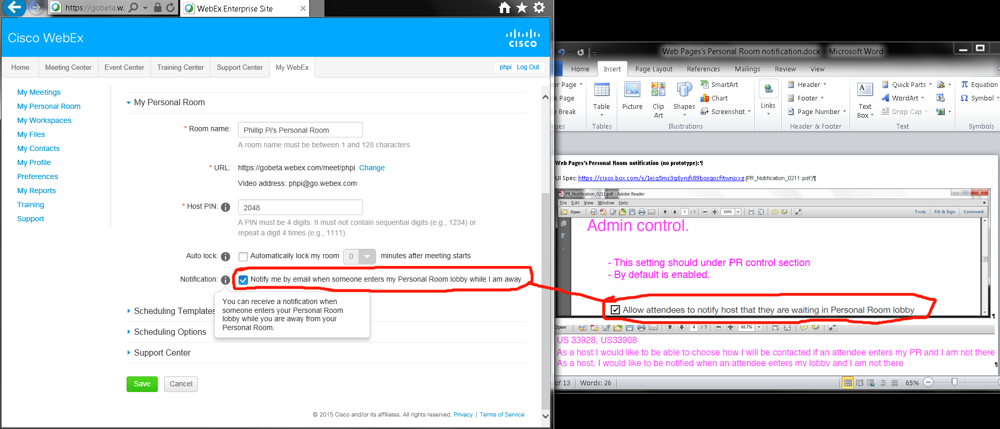 https://gobeta.w.
WebEx Enterprise Site
Cisco WebEx
CISCO
Home
Meeting Center
Event Center
Training Center
Support Center
My WebEx
phpi
Log Out
My Meetings
My Personal Room
My Workspaces
My Files
My Contacts
My Profile
Preferences
My Reports
Training
Support
My Personal Room
* Room name:
Phillip Pi's Personal Room
A room name must be between 1 and 128 characters.
* URL:
https://gobeta.webex.com/meet/phpi Change
Video address: phpi@go.webex.com
* Host PIN:
2048
A PIN must be 4 digits. It must not contain sequential digits (e.g., 1234) or
repeat a digit 4 times (e.g., 1111).
Auto lock:
Automatically lock my room 0 minutes after meeting starts
Notification:
Notify me by email when someone enters my Personal Room lobby while I am away
You can receive a notification when
someone enters your Personal Room
lobby while you are away from your
Personal Room.
Scheduling Templates
Scheduling Options
Support Center
Save
Cancel
© 2015 Cisco and/or its affiliates. All rights reserved. Privacy | Terms of Service
Web Pages's Personal Room notification.docx - Microsoft Word
Home
Insert
Page Layout
References
Mailings
Review
View
er Page
k Page
e Break
ges
Table
Tables
Picture
Clip
Art
Shapes
SmartArt
Chart
Screenshot
Illustrations
Links
Header
Footer
Page Number
Header & Footer
Text
Box
Quick Parts
WordArt
Drop Cap
Text
Equation
Symbol
Symbols
Web Pages's Personal Room notification (no prototype):¶
(PR_Notification_0211.pdf)¶
PR_Notification_0211.pdf - Adobe Reader
File Edit View Window Help
Open
3 / 5
158%
Tools
Fill & Sign
Comment
Admin control.
- This setting should under PR control section
- By default is enabled.
Allow attendees to notify host that they are waiting in Personal Room lobby
¶
Open
4 / 5
66.7%
US 33928, US33908
As a host I would like to be able to choose how I will be contacted if an attendee enters my PR and I am not there
As a host. I would like to be notified when an attendee enters my lobby and I am not there
¶
of 13
Words: 26
65%